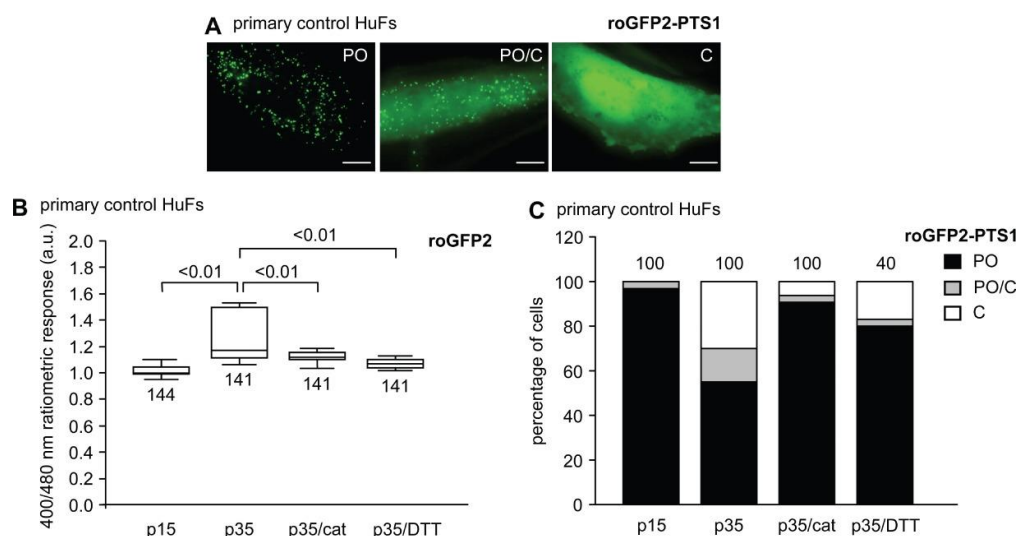 A primary control HuFs roGFP2-PTS1
PO PO/C C
B primary control HuFs
roGFP2
400/480 nm ratiometric response (a.u.)
2.0
1.8
1.6
1.4
1.2
1.0
0.8
0.6
0.4
0.2
0.0
<0.01
<0.01 <0.01
144 141 141 141
p15 p35 p35/cat p35/DTT
C primary control HuFs
roGFP2-PTS1
PO
PO/C
C
percentage of cells
120
100
80
60
40
20
0
100 100 100 40
p15 p35 p35/cat p35/DTT